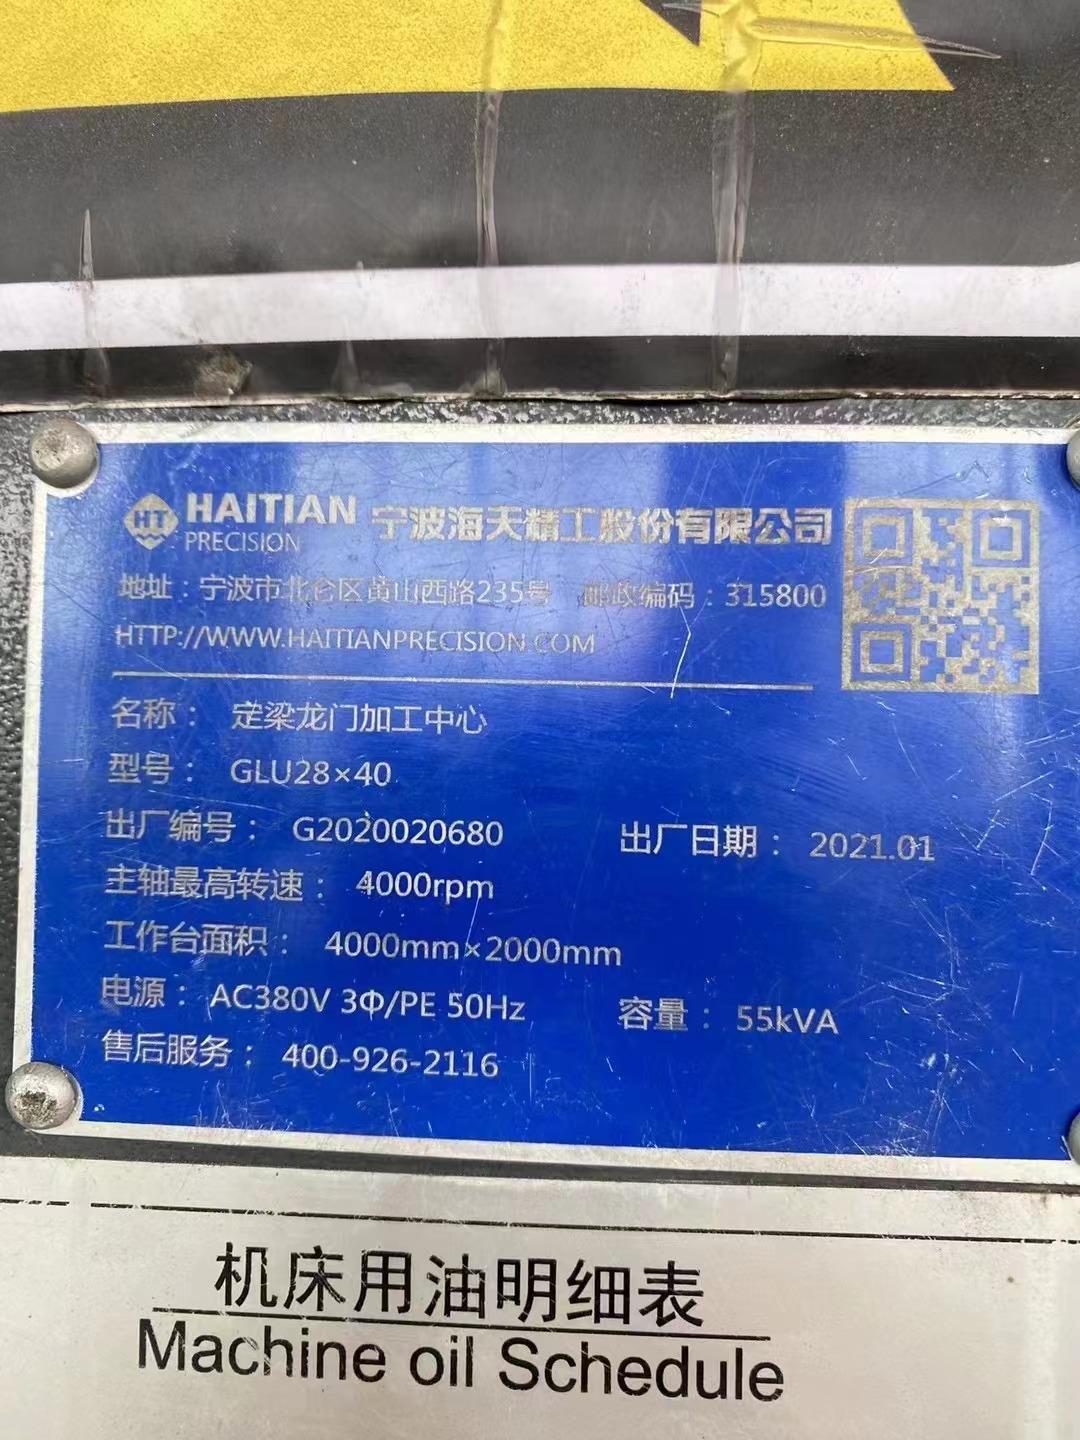 HT HAITIAN PRECISION 宁波海天精工股份有限公司
地址：宁波市北仑区黄山西路235号 邮政编码：315800
HTTP://WWW.HAITIANPRECISION.COM
名称： 定梁龙门加工中心
型号： GLU28×40
出厂编号： G2020020680 出厂日期： 2021.01
主轴最高转速： 4000rpm
工作台面积： 4000mm×2000mm
电源： AC380V 3Φ/PE 50Hz 容量： 55kVA
售后服务： 400-926-2116
机床用油明细表
Machine oil Schedule